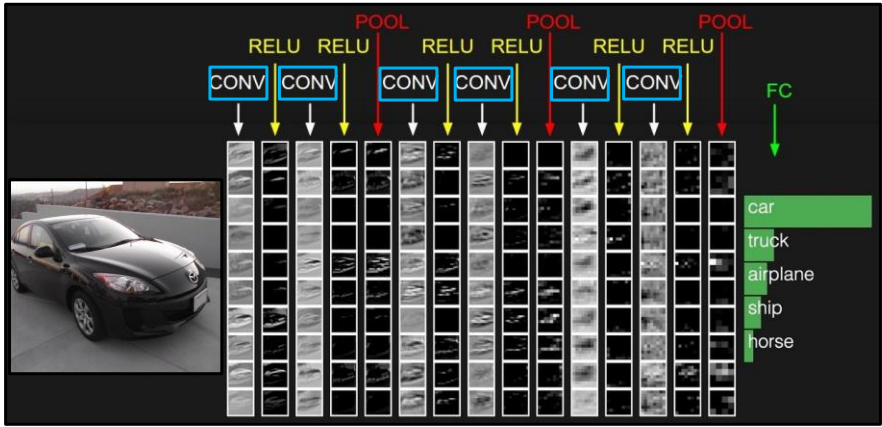 POOL POOL POOL
RELU RELU RELU RELU RELU RELU
CONV CONV CONV CONV CONV CONV
FC
car
truck
airplane
ship
horse